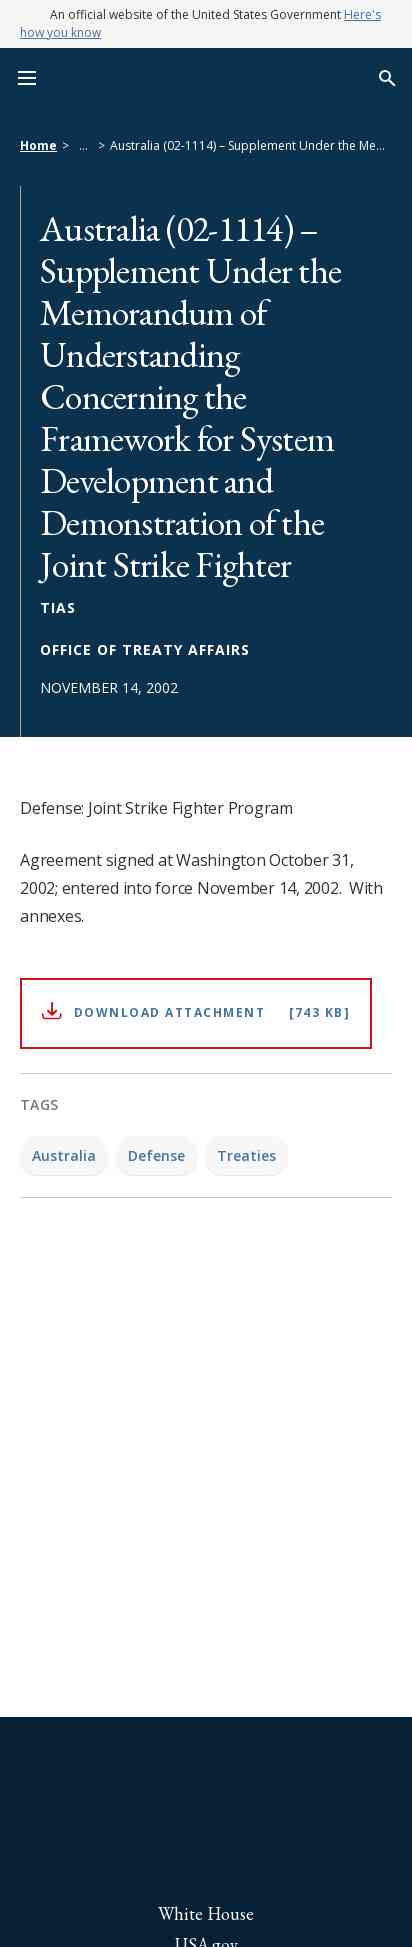 An official website of the United States Government Here's
how you know
Home > ... > Australia (02-1114) – Supplement Under the Me...
Australia (02-1114) –
Supplement Under the
Memorandum of
Understanding
Concerning the
Framework for System
Development and
Demonstration of the
Joint Strike Fighter
TIAS
OFFICE OF TREATY AFFAIRS
NOVEMBER 14, 2002
Defense: Joint Strike Fighter Program
Agreement signed at Washington October 31,
2002; entered into force November 14, 2002.  With
annexes.
DOWNLOAD ATTACHMENT [743 KB]
TAGS
Australia Defense Treaties
White House
USA.gov